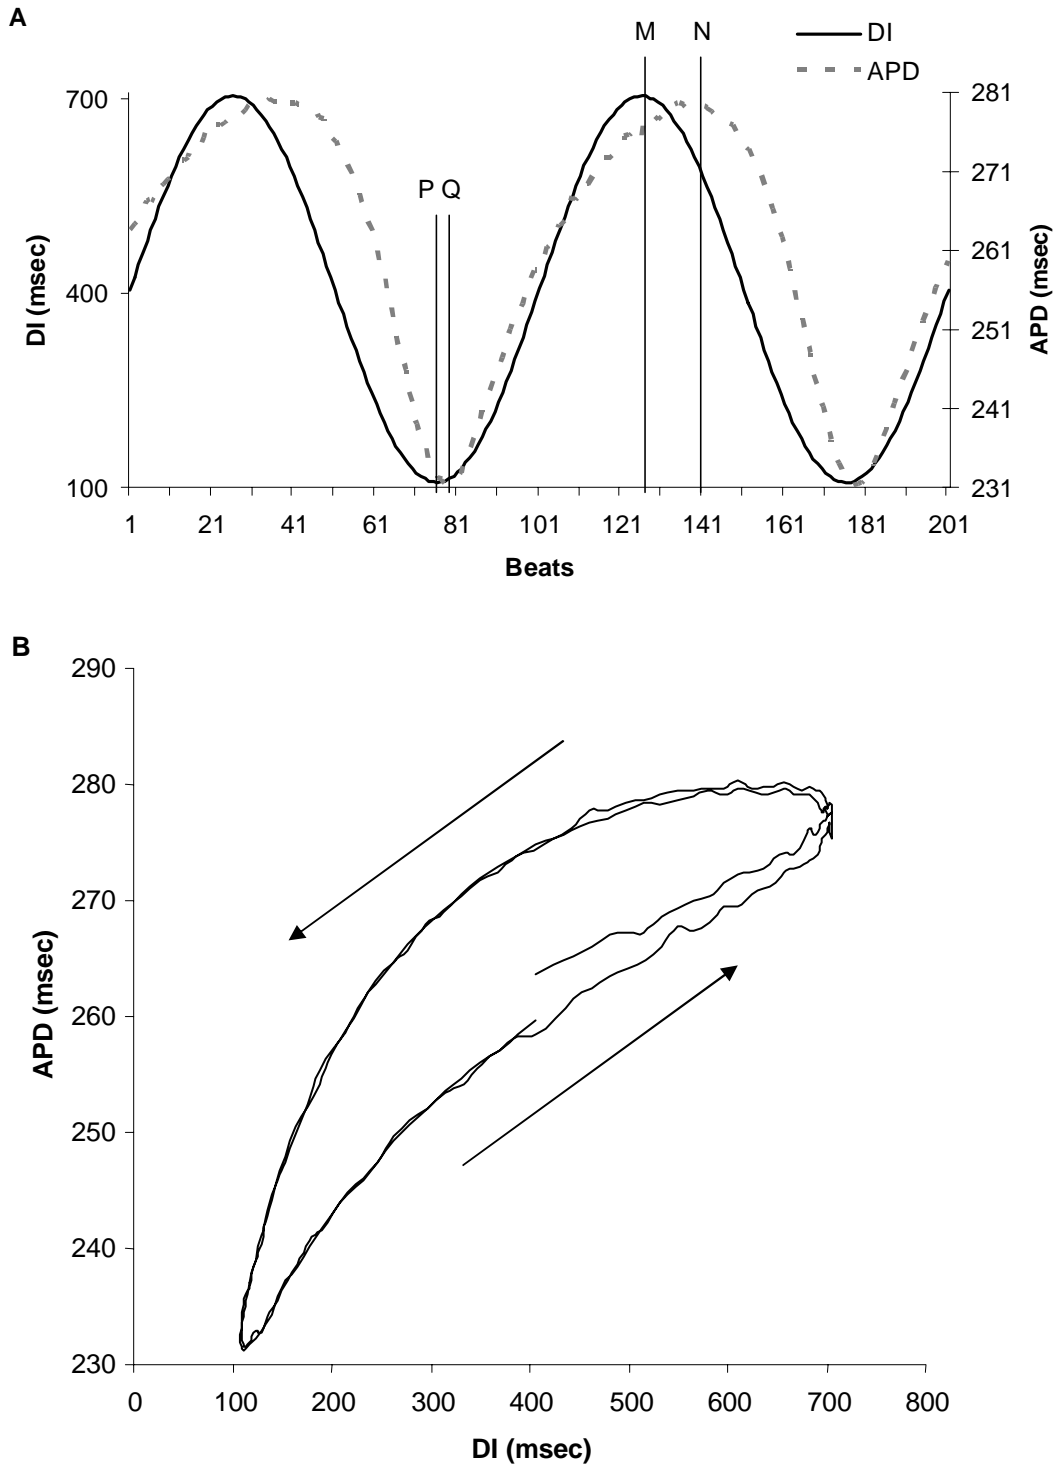 A
M N
DI
APD
700
281
271
P Q
261
400
251
241
100
231
DI (msec)
APD (msec)
1 21 41 61 81 101 121 141 161 181 201
Beats
B
290
280
270
260
250
240
230
APD (msec)
0 100 200 300 400 500 600 700 800
DI (msec)